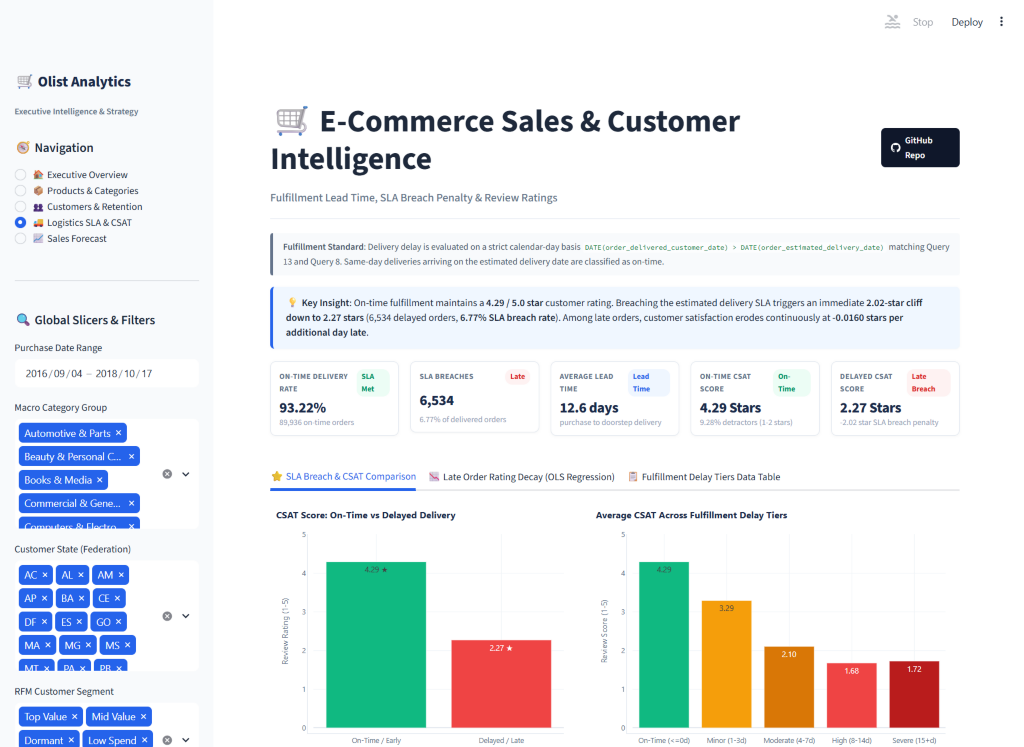 Stop
Deploy
Olist Analytics
Executive Intelligence & Strategy
Navigation
Executive Overview
Products & Categories
Customers & Retention
Logistics SLA & CSAT
Sales Forecast
Global Slicers & Filters
Purchase Date Range
2016/09/04 – 2018/10/17
Macro Category Group
Automotive & Parts ×
Beauty & Personal C... ×
Books & Media ×
Commercial & Gene... ×
Computers & Electro... ×
Customer State (Federation)
AC × AL × AM ×
AP × BA × CE ×
DF × ES × GO ×
MA × MG × MS ×
MT × PA × PB ×
RFM Customer Segment
Top Value × Mid Value ×
Dormant × Low Spend ×
E-Commerce Sales & Customer
Intelligence
GitHub
Repo
Fulfillment Lead Time, SLA Breach Penalty & Review Ratings
Fulfillment Standard: Delivery delay is evaluated on a strict calendar-day basis DATE(order_delivered_customer_date) > DATE(order_estimated_delivery_date) matching Query
13 and Query 8. Same-day deliveries arriving on the estimated delivery date are classified as on-time.
Key Insight: On-time fulfillment maintains a 4.29 / 5.0 star customer rating. Breaching the estimated delivery SLA triggers an immediate 2.02-star cliff
down to 2.27 stars (6,534 delayed orders, 6.77% SLA breach rate). Among late orders, customer satisfaction erodes continuously at -0.0160 stars per
additional day late.
ON-TIME DELIVERY
RATE
SLA
Met
93.22%
89,936 on-time orders
SLA BREACHES
Late
6,534
6.77% of delivered orders
AVERAGE LEAD
TIME
Lead
Time
12.6 days
purchase to doorstep delivery
ON-TIME CSAT
SCORE
On-
Time
4.29 Stars
9.28% detractors (1-2 stars)
DELAYED CSAT
SCORE
Late
Breach
2.27 Stars
-2.02 star SLA breach penalty
SLA Breach & CSAT Comparison
Late Order Rating Decay (OLS Regression)
Fulfillment Delay Tiers Data Table
CSAT Score: On-Time vs Delayed Delivery
Review Rating (1-5)
5
4
3
2
1
0
4.29 ★
2.27 ★
On-Time / Early
Delayed / Late
Average CSAT Across Fulfillment Delay Tiers
Review Score (1-5)
5
4
3
2
1
0
4.29
3.29
2.10
1.68
1.72
On-Time (<=0d)
Minor (1-3d)
Moderate (4-7d)
High (8-14d)
Severe (15+d)